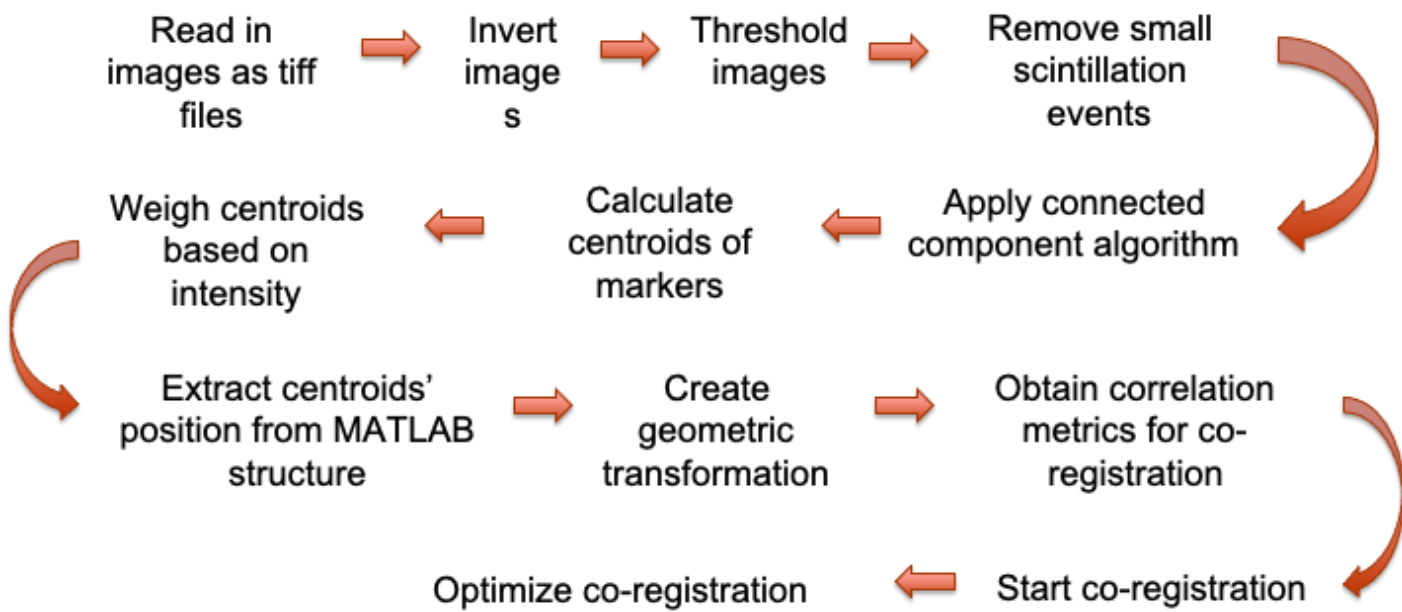 Read in
images as tiff
files
Invert
image
s
Threshold
images
Remove small
scintillation
events
Apply connected
component algorithm
Calculate
centroids of
markers
Weigh centroids
based on
intensity
Extract centroids’
position from MATLAB
structure
Create
geometric
transformation
Obtain correlation
metrics for co-
registration
Start co-registration
Optimize co-registration